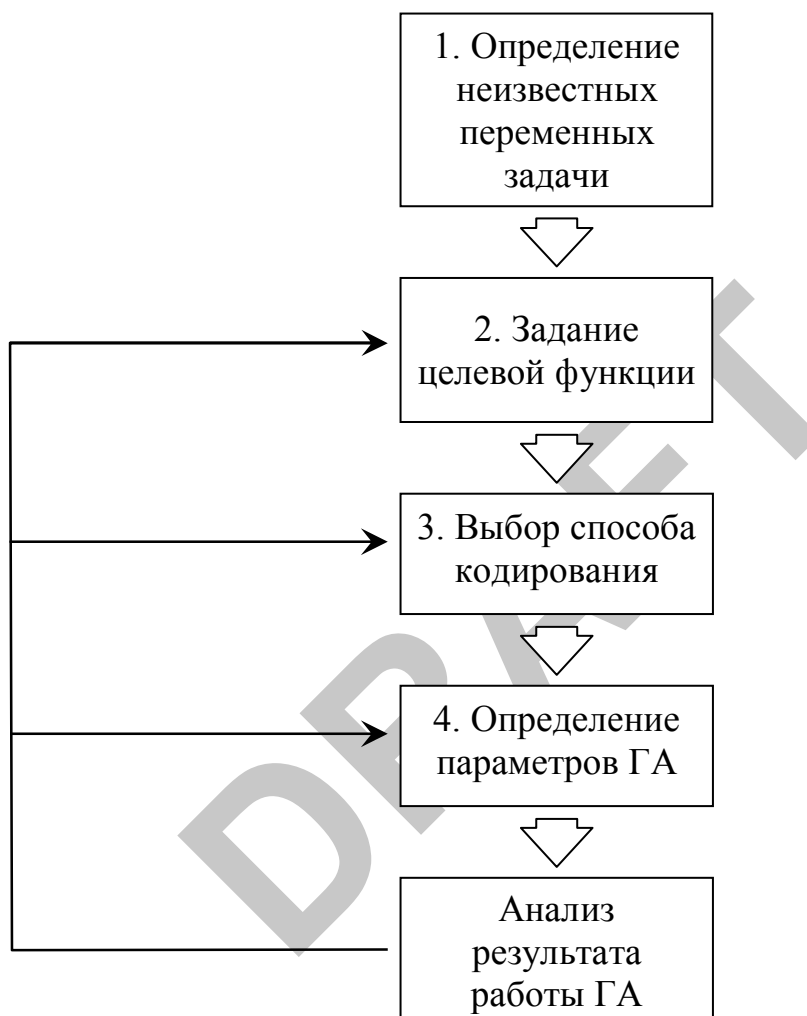 1. Определение
неизвестных
переменных
задачи
2. Задание
целевой функции
3. Выбор способа
кодирования
4. Определение
параметров ГА
Анализ
результата
работы ГА
DRAFT